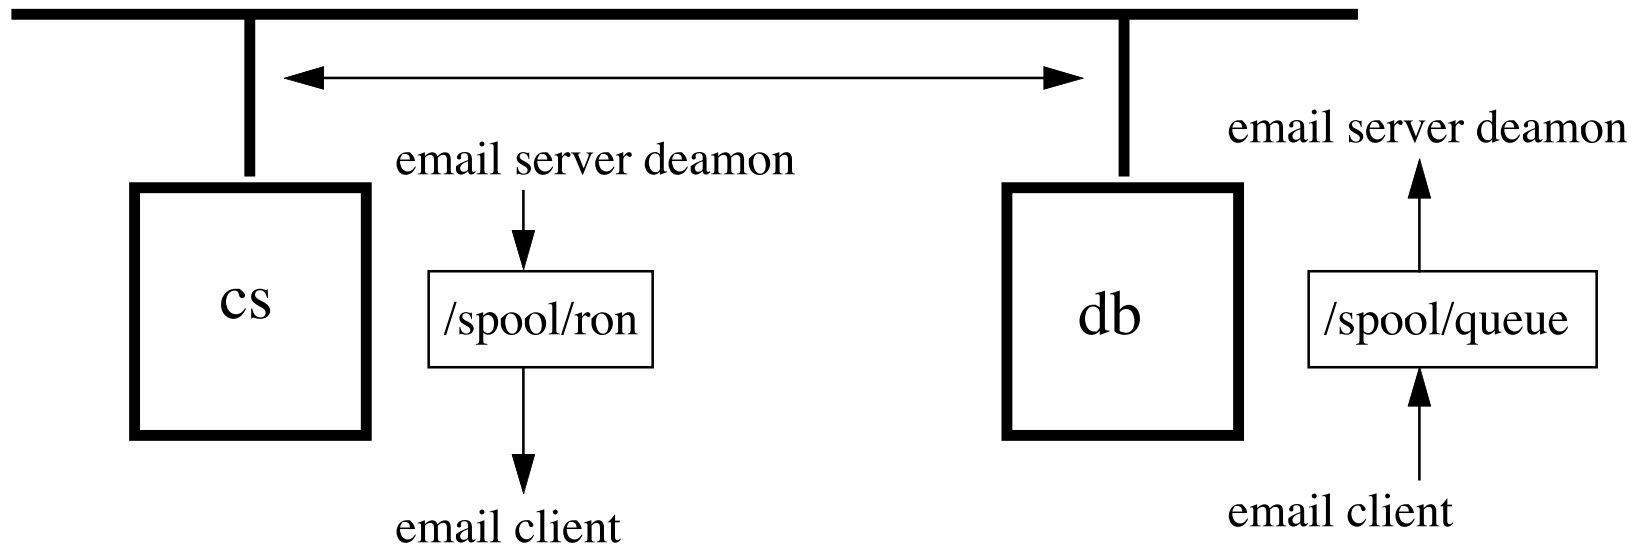 email server deamon
email server deamon
cs
/spool/ron
db
/spool/queue
email client
email client